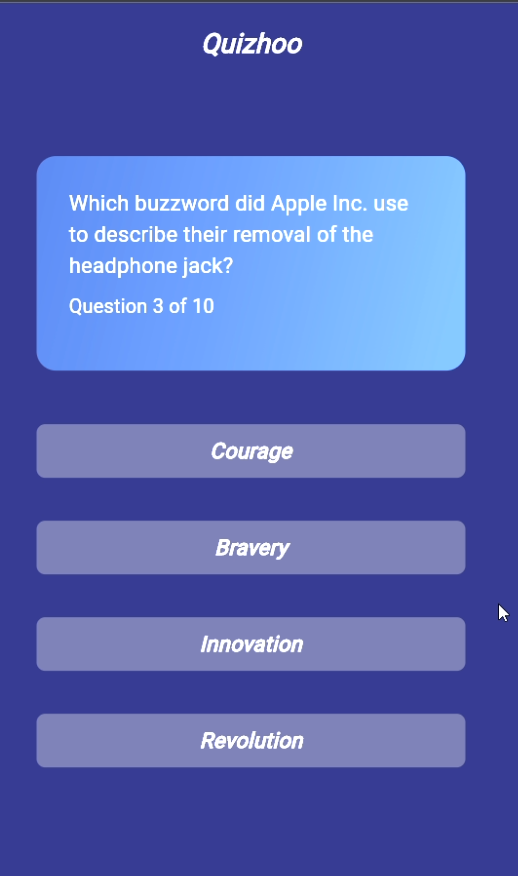 Quizhoo
Which buzzword did Apple Inc. use
to describe their removal of the
headphone jack?
Question 3 of 10
Courage
Bravery
Innovation
Revolution